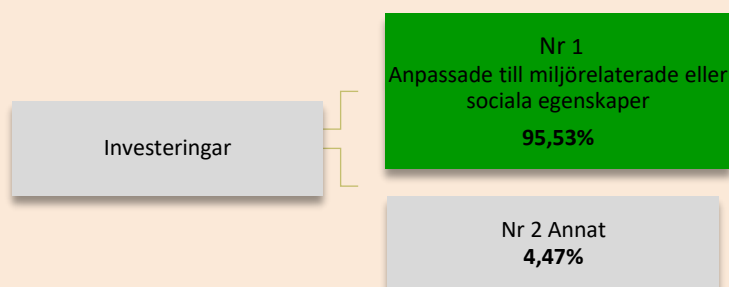 Investeringar
Nr 1
Anpassade till miljörelaterade eller
sociala egenskaper
95,53%
Nr 2 Annat
4,47%